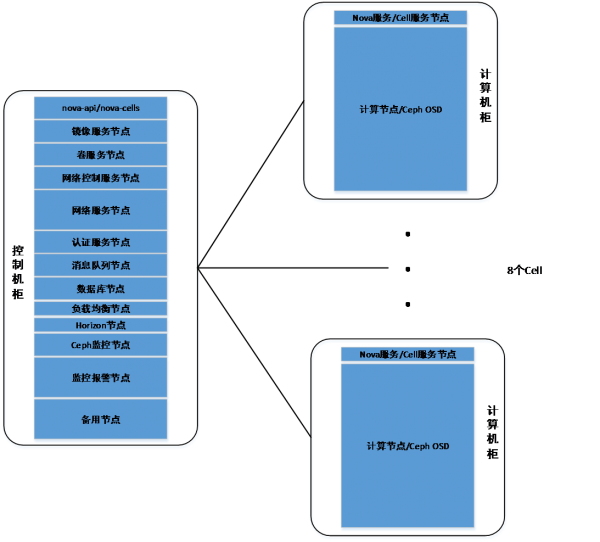 控制机柜
nova-api/nova-cells
镜像服务节点
卷服务节点
网络控制服务节点
网络服务节点
认证服务节点
消息队列节点
数据库节点
负载均衡节点
Horizon节点
Ceph监控节点
监控报警节点
备用节点
Nova服务/Cell服务节点
计算节点/Ceph OSD
计算机柜
8个Cell
Nova服务/Cell服务节点
计算节点/Ceph OSD
计算机柜